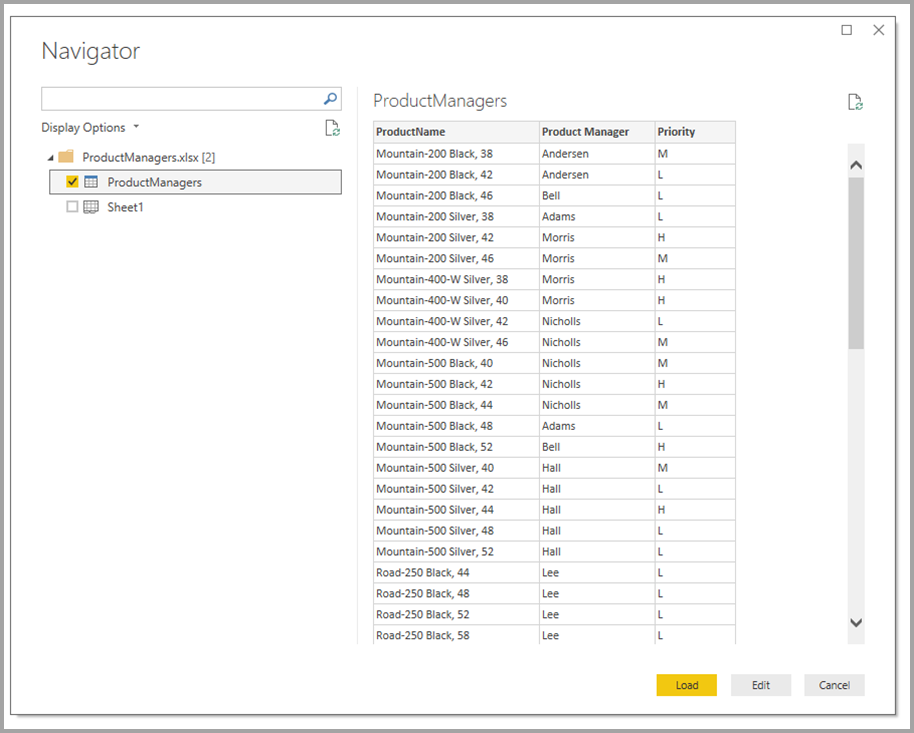 Navigator
Display Options
ProductManagers.xlsx [2]
ProductManagers
Sheet1
ProductManagers
ProductName Product Manager Priority
Mountain-200 Black, 38 Andersen M
Mountain-200 Black, 42 Andersen L
Mountain-200 Black, 46 Bell L
Mountain-200 Silver, 38 Adams L
Mountain-200 Silver, 42 Morris H
Mountain-200 Silver, 46 Morris M
Mountain-400-W Silver, 38 Morris H
Mountain-400-W Silver, 40 Morris H
Mountain-400-W Silver, 42 Nicholls L
Mountain-400-W Silver, 46 Nicholls M
Mountain-500 Black, 40 Nicholls M
Mountain-500 Black, 42 Nicholls H
Mountain-500 Black, 44 Nicholls M
Mountain-500 Black, 48 Adams L
Mountain-500 Black, 52 Bell H
Mountain-500 Silver, 40 Hall M
Mountain-500 Silver, 42 Hall L
Mountain-500 Silver, 44 Hall H
Mountain-500 Silver, 48 Hall L
Mountain-500 Silver, 52 Hall L
Road-250 Black, 44 Lee L
Road-250 Black, 48 Lee L
Road-250 Black, 52 Lee L
Road-250 Black, 58 Lee L
Load Edit Cancel